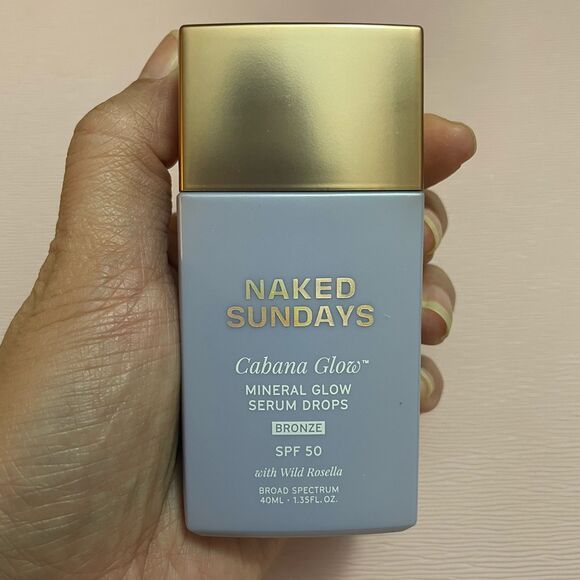 NAKED
SUNDAYS
Cabana Glow™
MINERAL GLOW
SERUM DROPS
BRONZE
SPF 50
with Wild Rosella
BROAD SPECTRUM
40ML - 1.35FL. OZ.